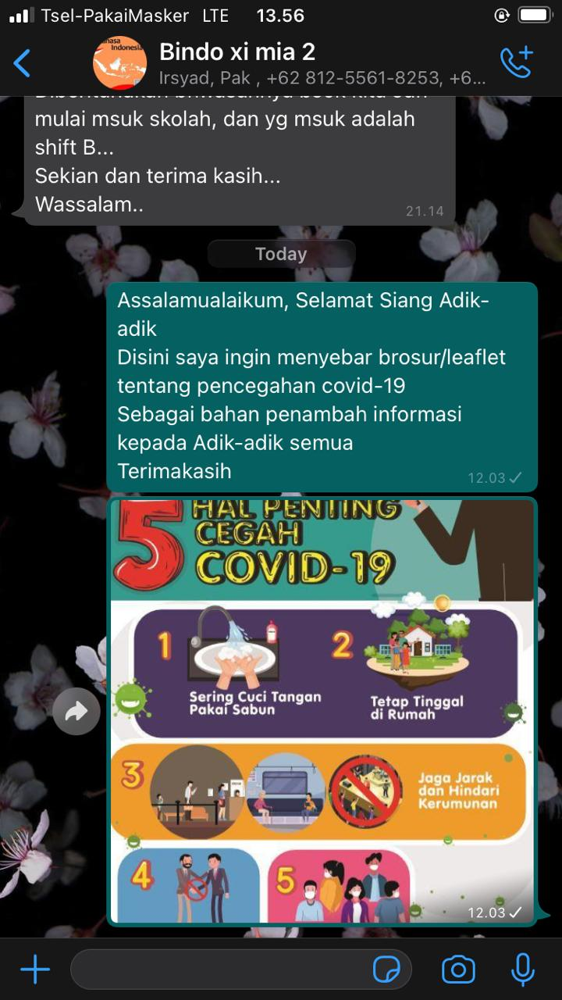 Tsel-PakaiMasker LTE 13.56
Bindo xi mia 2
Irsyad, Pak , +62 812-5561-8253, +6...
mulai msuk skolah, dan yg msuk adalah
shift B...
Sekian dan terima kasih...
Wassalam..
21.14
Today
Assalamualaikum, Selamat Siang Adik-
adik
Disini saya ingin menyebar brosur/leaflet
tentang pencegahan covid-19
Sebagai bahan penambah informasi
kepada Adik-adik semua
Terimakasih
12.03
5 HAL PENTING
CEGAH
COVID-19
1
Sering Cuci Tangan
Pakai Sabun
2
Tetap Tinggal
di Rumah
3
Jaga Jarak
dan Hindari
Kerumunan
4
5
12.03